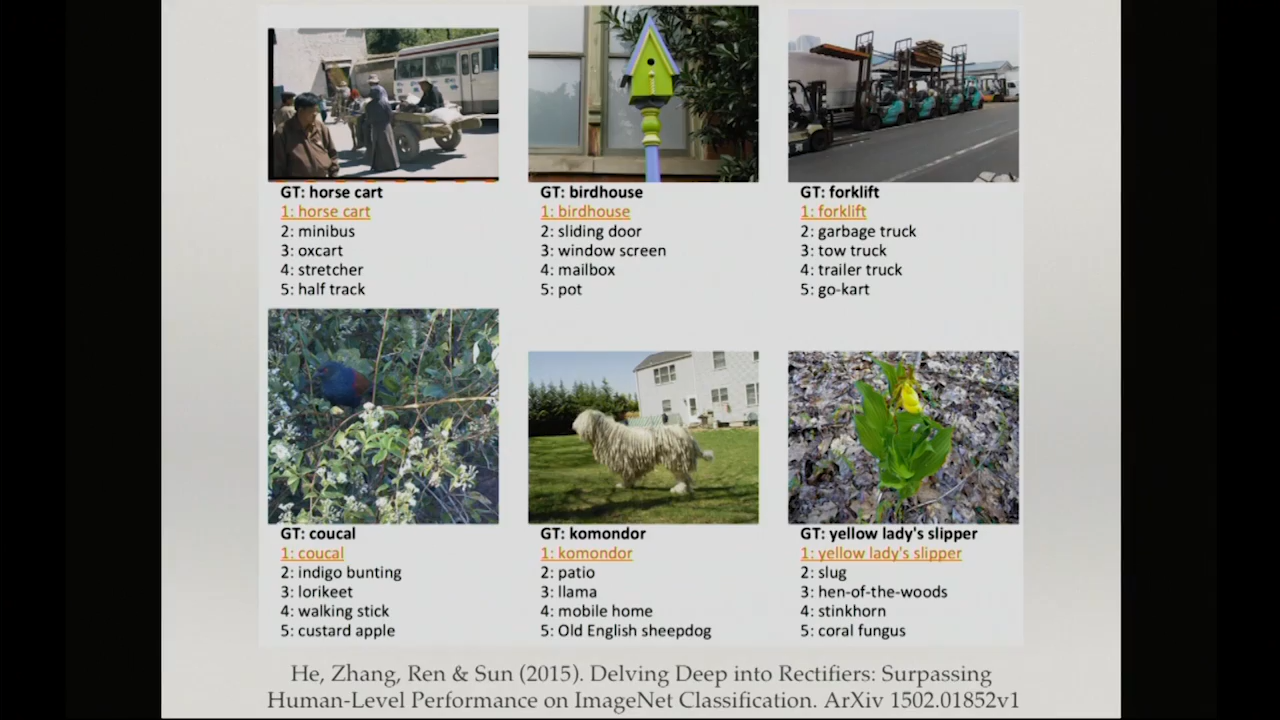 GT: horse cart
1: horse cart
2: minibus
3: oxcart
4: stretcher
5: half track
GT: birdhouse
1: birdhouse
2: sliding door
3: window screen
4: mailbox
5: pot
GT: forklift
1: forklift
2: garbage truck
3: tow truck
4: trailer truck
5: go-kart
GT: coucal
1: coucal
2: indigo bunting
3: lorikeet
4: walking stick
5: custard apple
GT: komondor
1: komondor
2: patio
3: llama
4: mobile home
5: Old English sheepdog
GT: yellow lady's slipper
1: yellow lady's slipper
2: slug
3: hen-of-the-woods
4: stinkhorn
5: coral fungus
He, Zhang, Ren & Sun (2015). Delving Deep into Rectifiers: Surpassing
Human-Level Performance on ImageNet Classification. ArXiv 1502.01852v1